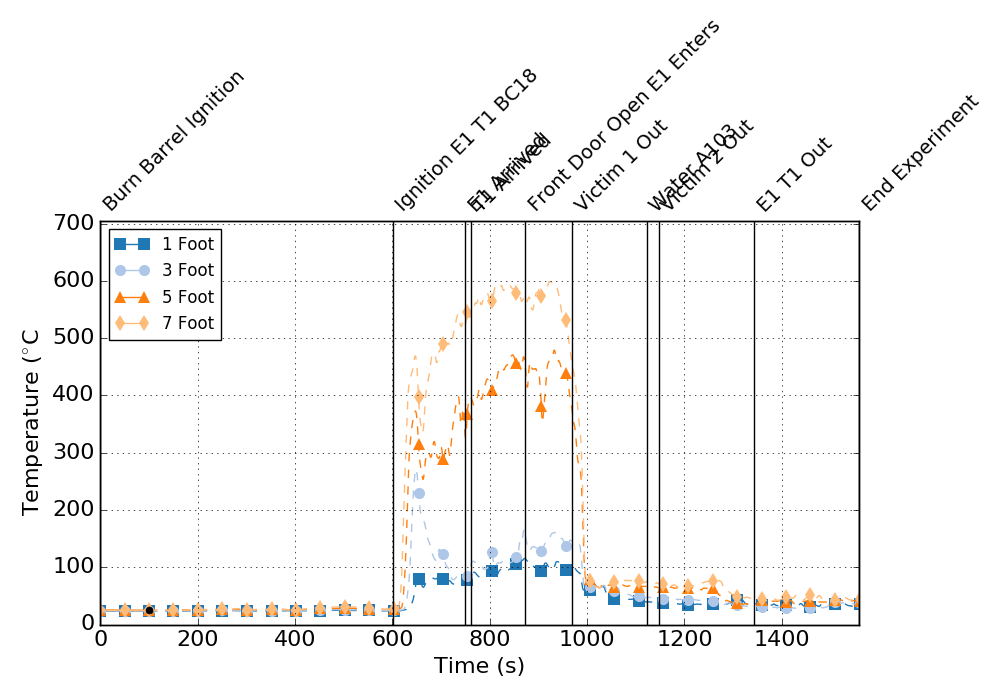 Burn Barrel Ignition
Ignition E1 T1 BC18
E1 Arrived
T1 Arrived
Front Door Open E1 Enters
Victim 1 Out
Water A103
Victim 2 Out
E1 T1 Out
End Experiment
700
600
500
400
300
200
100
0
1 Foot
3 Foot
5 Foot
7 Foot
Temperature (°C
0 200 400 600 800 1000 1200 1400
Time (s)